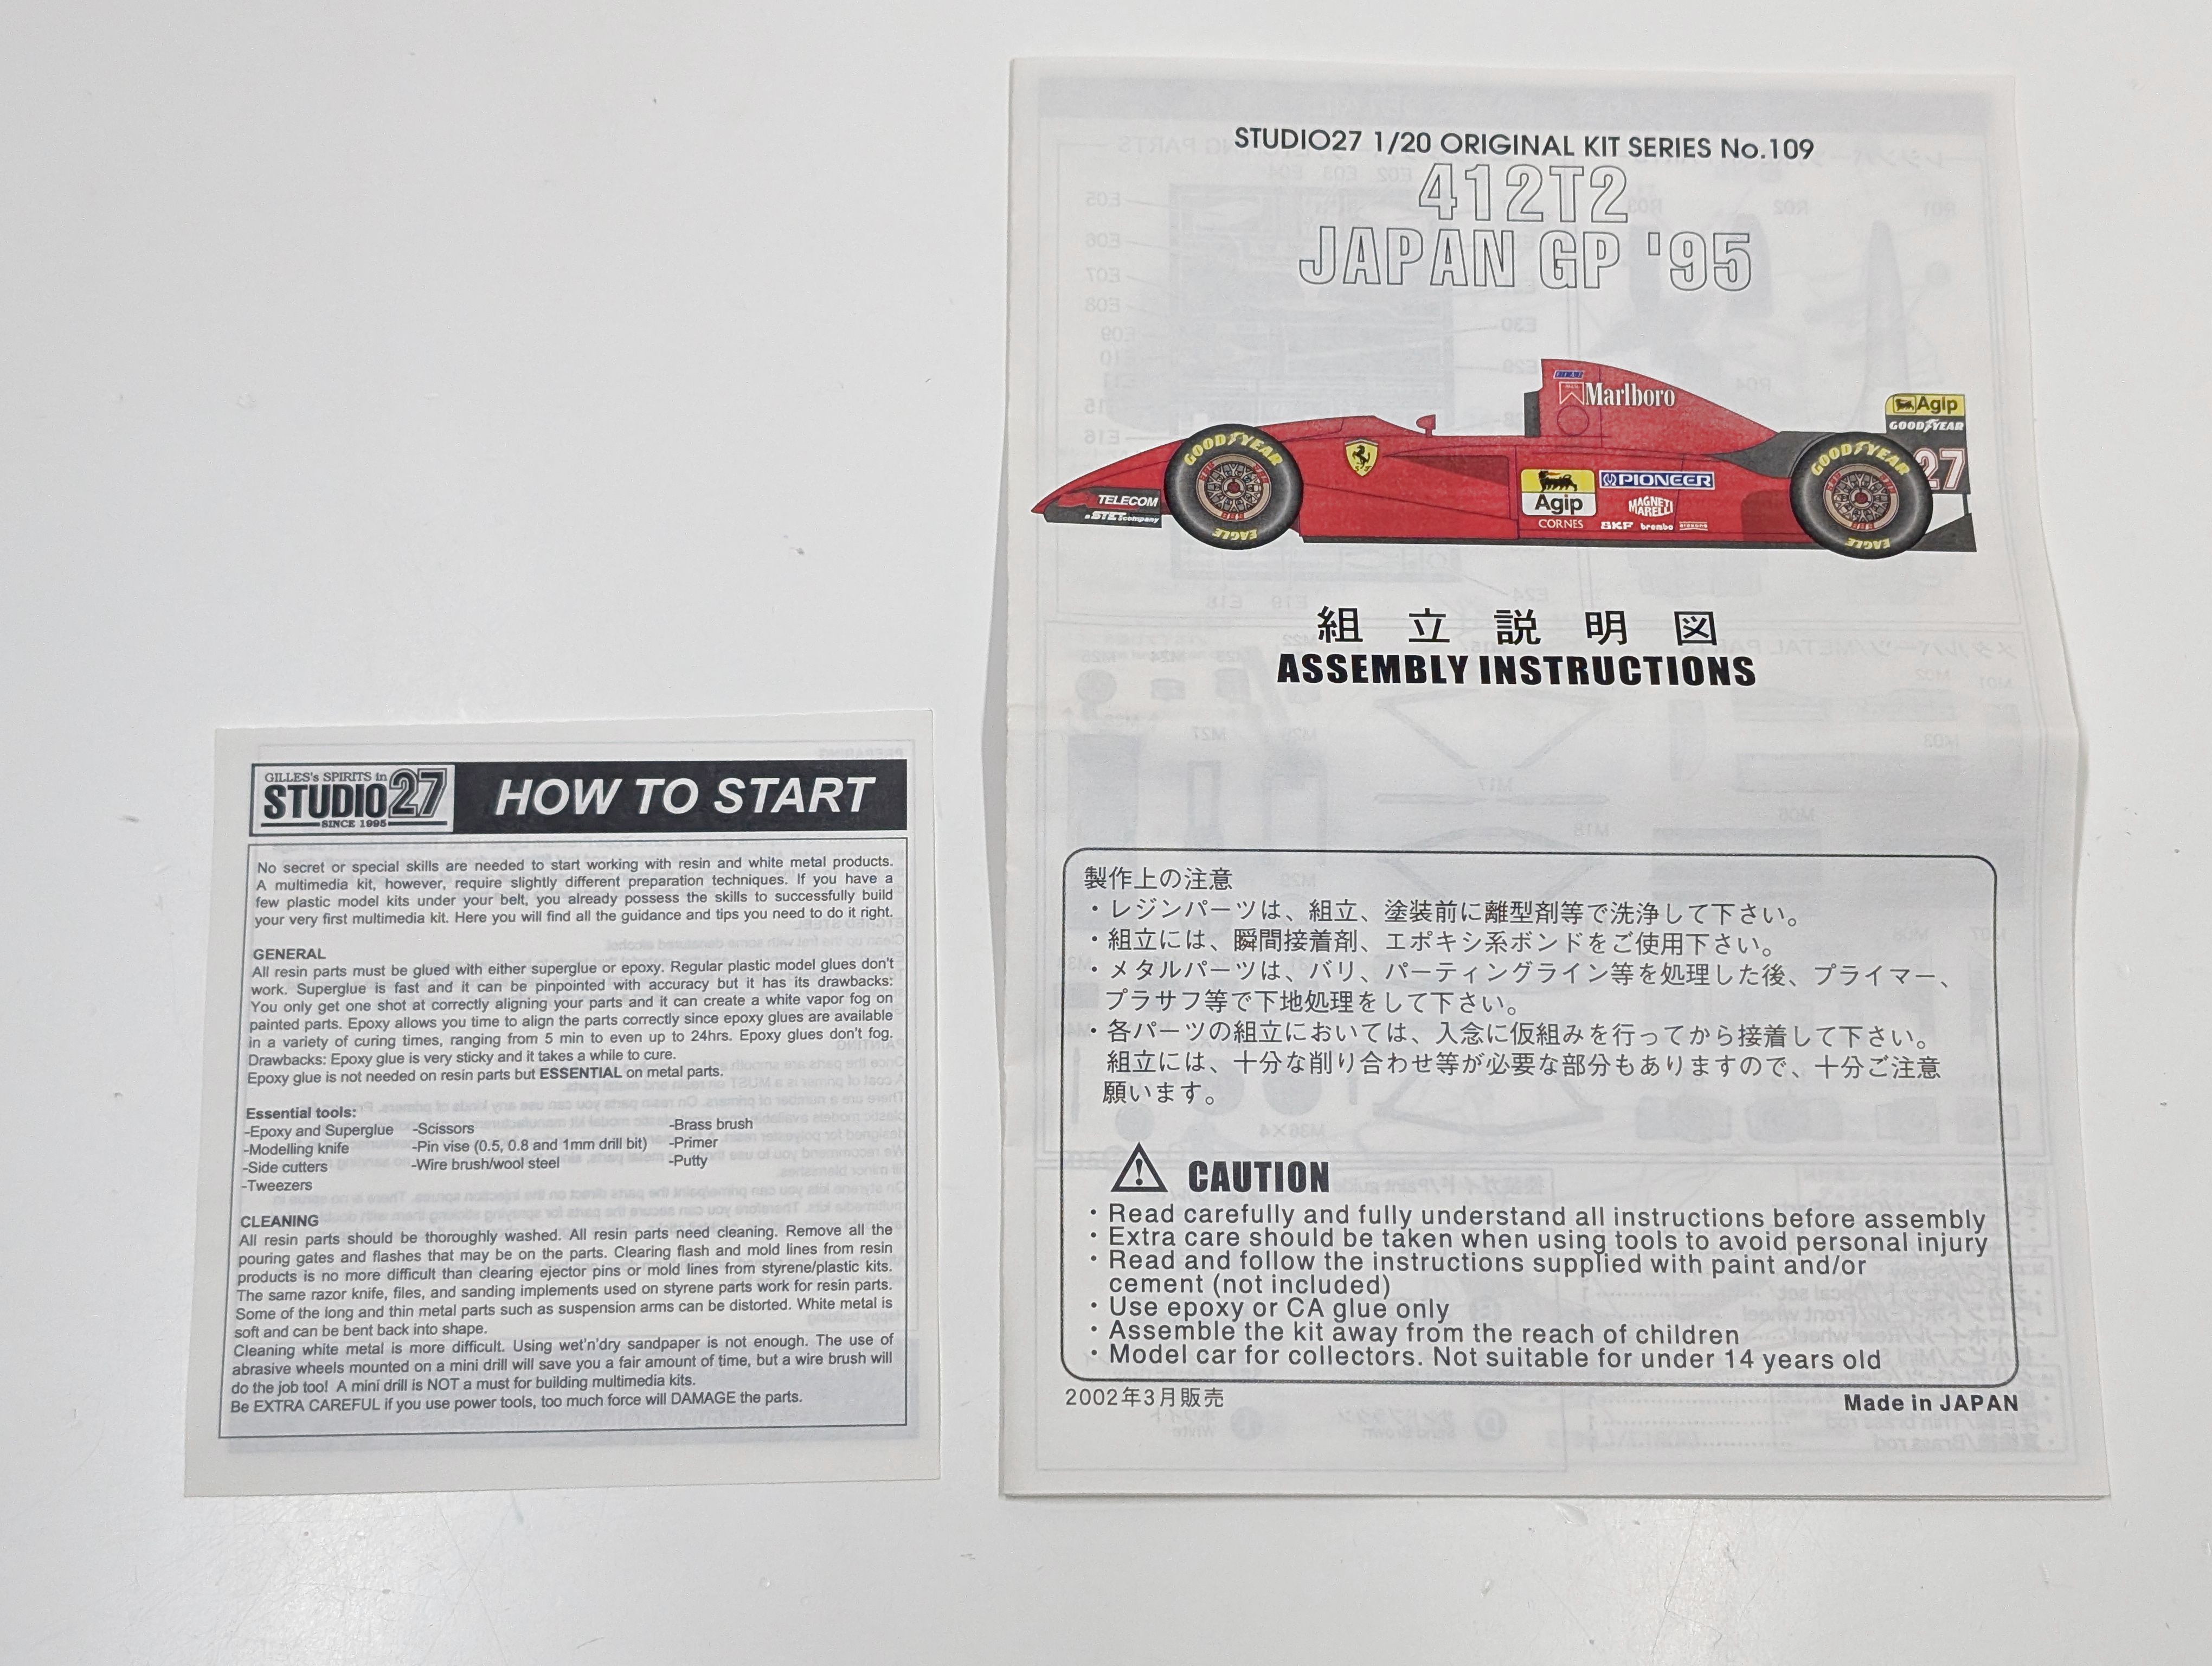 GILLES's SPIRITS in
STUDIO27
SINCE 1995
HOW TO START
No secret or special skills are needed to start working with resin and white metal products.
A multimedia kit, however, require slightly different preparation techniques. If you have a
few plastic model kits under your belt, you already possess the skills to successfully build
your very first multimedia kit. Here you will find all the guidance and tips you need to do it right.
GENERAL
All resin parts must be glued with either superglue or epoxy. Regular plastic model glues don't
work. Superglue is fast and it can be pinpointed with accuracy but it has its drawbacks:
You only get one shot at correctly aligning your parts and it can create a white vapor fog on
painted parts. Epoxy allows you time to align the parts correctly since epoxy glues are available
in a variety of curing times, ranging from 5 min to even up to 24hrs. Epoxy glues don't fog.
Drawbacks: Epoxy glue is very sticky and it takes a while to cure.
Epoxy glue is not needed on resin parts but ESSENTIAL on metal parts.
Essential tools:
-Epoxy and Superglue -Scissors -Brass brush
-Modelling knife -Pin vise (0.5, 0.8 and 1mm drill bit) -Primer
-Side cutters -Wire brush/wool steel -Putty
-Tweezers
CLEANING
All resin parts should be thoroughly washed. All resin parts need cleaning. Remove all the
pouring gates and flashes that may be on the parts. Clearing flash and mold lines from resin
products is no more difficult than clearing ejector pins or mold lines from styrene/plastic kits.
The same razor knife, files, and sanding implements used on styrene parts work for resin parts.
Some of the long and thin metal parts such as suspension arms can be distorted. White metal is
soft and can be bent back into shape.
Cleaning white metal is more difficult. Using wet'n'dry sandpaper is not enough. The use of
abrasive wheels mounted on a mini drill will save you a fair amount of time, but a wire brush will
do the job too! A mini drill is NOT a must for building multimedia kits.
Be EXTRA CAREFUL if you use power tools, too much force will DAMAGE the parts.
STUDIO27 1/20 ORIGINAL KIT SERIES No.109
412T2
JAPAN GP '95
Marlboro
Agip
GOODYEAR
27
GOODYEAR
EAGLE
TELECOM
a STET company
Agip
PIONEER
MAGNETI
MARELLI
CORNES
SKF brembo
GOODYEAR
EAGLE
組立説明図
ASSEMBLY INSTRUCTIONS
製作上の注意
・レジンパーツは、組立、塗装前に離型剤等で洗浄して下さい。
・組立には、瞬間接着剤、エポキシ系ボンドをご使用下さい。
・メタルパーツは、バリ、パーティングライン等を処理した後、プライマー、
プラサフ等で下地処理をして下さい。
・各パーツの組立においては、入念に仮組みを行ってから接着して下さい。
組立には、十分な削り合わせ等が必要な部分もありますので、十分ご注意
願います。
CAUTION
・Read carefully and fully understand all instructions before assembly
・Extra care should be taken when using tools to avoid personal injury
・Read and follow the instructions supplied with paint and/or
cement (not included)
・Use epoxy or CA glue only
・Assemble the kit away from the reach of children
・Model car for collectors. Not suitable for under 14 years old
2002年3月販売
Made in JAPAN